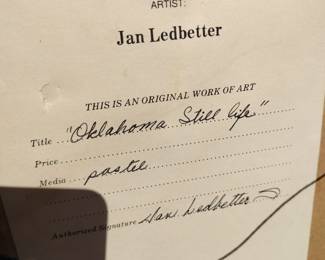 ARTIST:
Jan Ledbetter
THIS IS AN ORIGINAL WORK OF ART
Title "Oklahoma Still life"
Price
Media pastel
Authorized Signature Jan Ledbetter